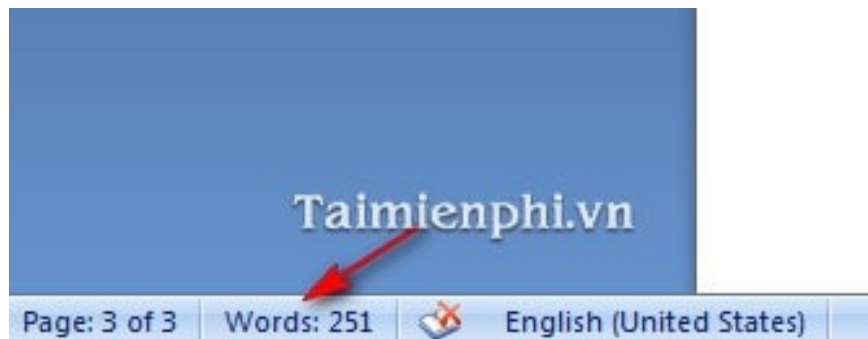 Taimienphi.vn
Page: 3 of 3 Words: 251 English (United States)